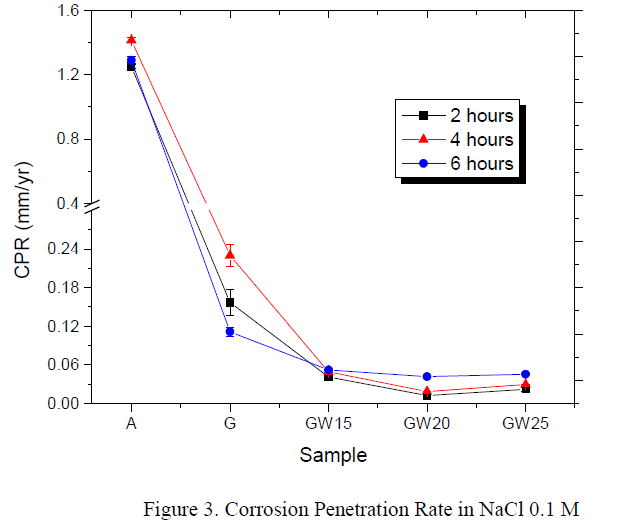 1.6
1.2
0.8
0.4
0.24
0.18
0.12
0.06
0.00
CPR (mm/yr)
2 hours
4 hours
6 hours
A G GW15 GW20 GW25
Sample
Figure 3. Corrosion Penetration Rate in NaCl 0.1 M